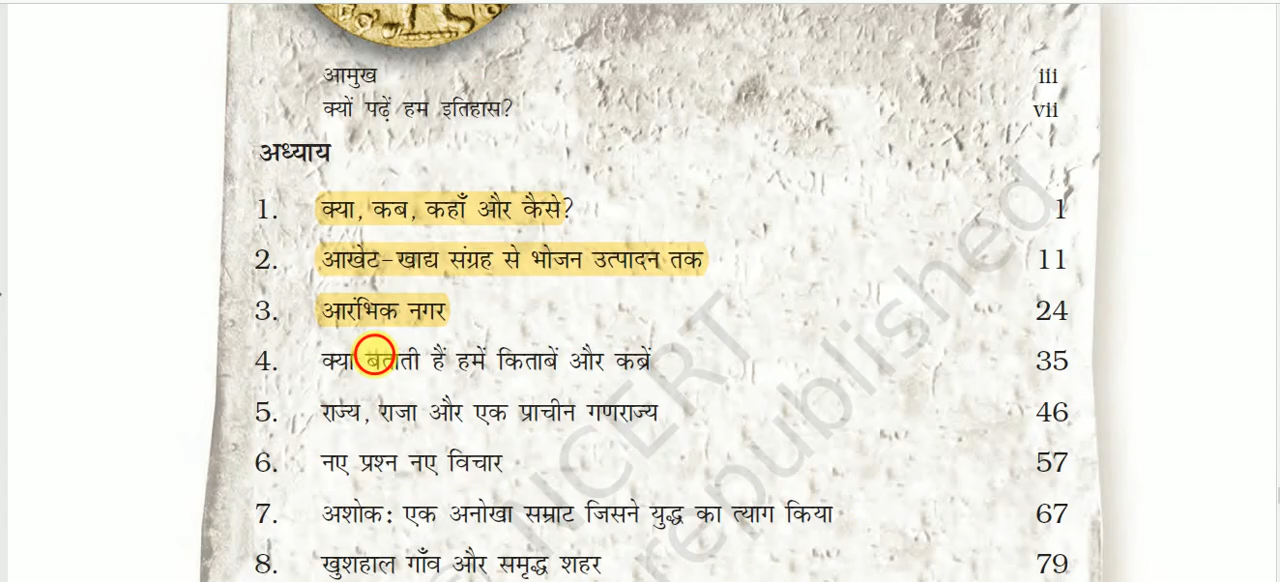 आमुख iii
क्यों पढ़ें हम इतिहास? vii
अध्याय
1. क्या, कब, कहाँ और कैसे? 1
2. आखेट-खाद्य संग्रह से भोजन उत्पादन तक 11
3. आरंभिक नगर 24
4. क्या बताती हैं हमें किताबें और कब्रें 35
5. राज्य, राजा और एक प्राचीन गणराज्य 46
6. नए प्रश्न नए विचार 57
7. अशोक: एक अनोखा सम्राट जिसने युद्ध का त्याग किया 67
8. खुशहाल गाँव और समृद्ध शहर 79
NCERT
republished